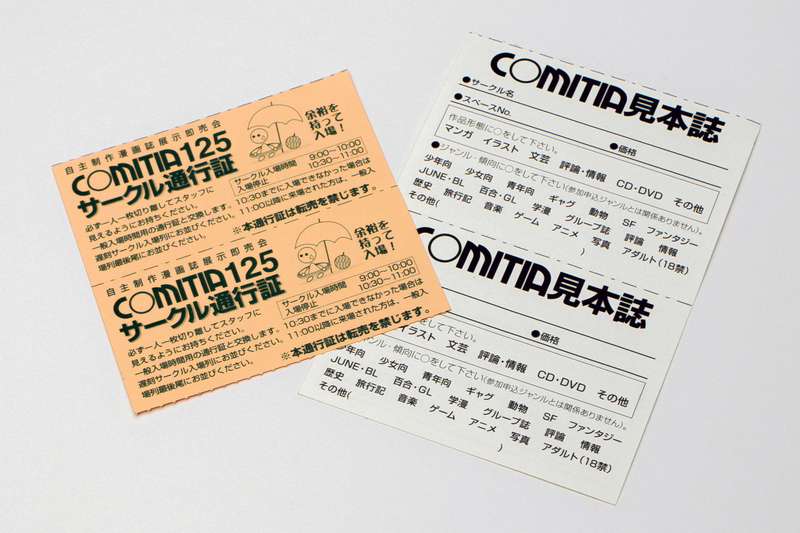 自主制作漫画誌展示即売会
COMITIA125
サークル通行証
余裕を
持って
入場！
サークル入場時間 9:00~10:00
入場停止 10:30~11:00
必ず一人一枚切り離してスタッフに
見えるようにお持ちください。
一般入場時間用の通行証と交換します。
遅刻サークル入場列にお並びください。
場列最後尾にお並びください。
10:30までに入場できなかった場合は
11:00以降に来場された方は、一般入
※本通行証は転売を禁じます。
自主制作漫画誌展示即売会
COMITIA125
サークル通行証
余裕を
持って
入場！
サークル入場時間 9:00~10:00
入場停止 10:30~11:00
必ず一人一枚切り離してスタッフに
見えるようにお持ちください。
一般入場時間用の通行証と交換します。
遅刻サークル入場列にお並びください。
場列最後尾にお並びください。
10:30までに入場できなかった場合は
11:00以降に来場された方は、一般入
※本通行証は転売を禁じます。
COMITIA見本誌
●サークル名
●スペースNo. ●価格
作品形態に○をして下さい。
マンガ イラスト 文芸 評論・情報 CD・DVD その他
●ジャンル・傾向に○をして下さい(参加申込ジャンルとは関係ありません)。
少年向 少女向 青年向 ギャグ 動物 SF ファンタジー
JUNE・BL 百合・GL 学漫 グループ誌 評論 情報
歴史 旅行記 音楽 ゲーム アニメ 写真 アダルト(18禁)
その他( )
COMITIA見本誌
●価格
をして下さい。
イラスト 文芸 評論・情報 CD・DVD その他
ジャンル・傾向に○をして下さい(参加申込ジャンルとは関係ありません)。
少年向 少女向 青年向 ギャグ 動物 SF ファンタジー
JUNE・BL 百合・GL 学漫 グループ誌 評論 情報
歴史 旅行記 音楽 ゲーム アニメ 写真 アダルト(18禁)
その他( )